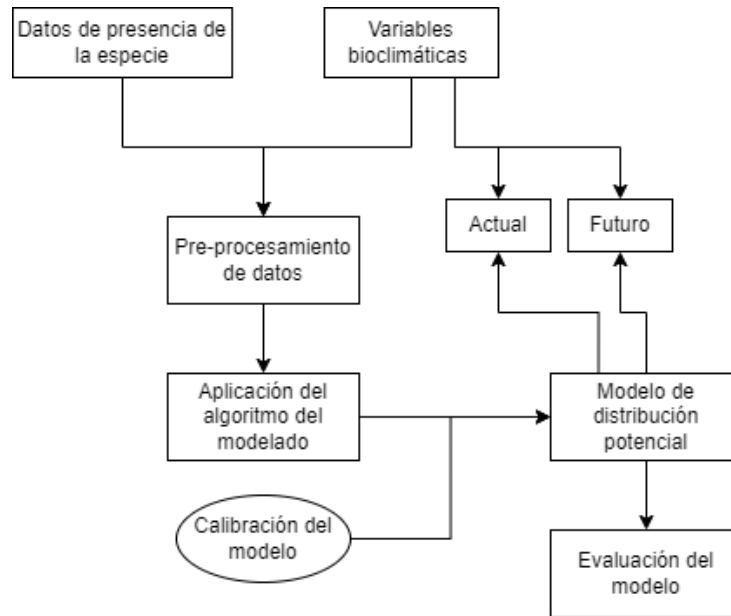 Datos de presencia de
la especie
Variables
bioclimáticas
Actual
Futuro
Pre-procesamiento
de datos
Aplicación del
algoritmo del
modelado
Modelo de
distribución
potencial
Calibración del
modelo
Evaluación del
modelo